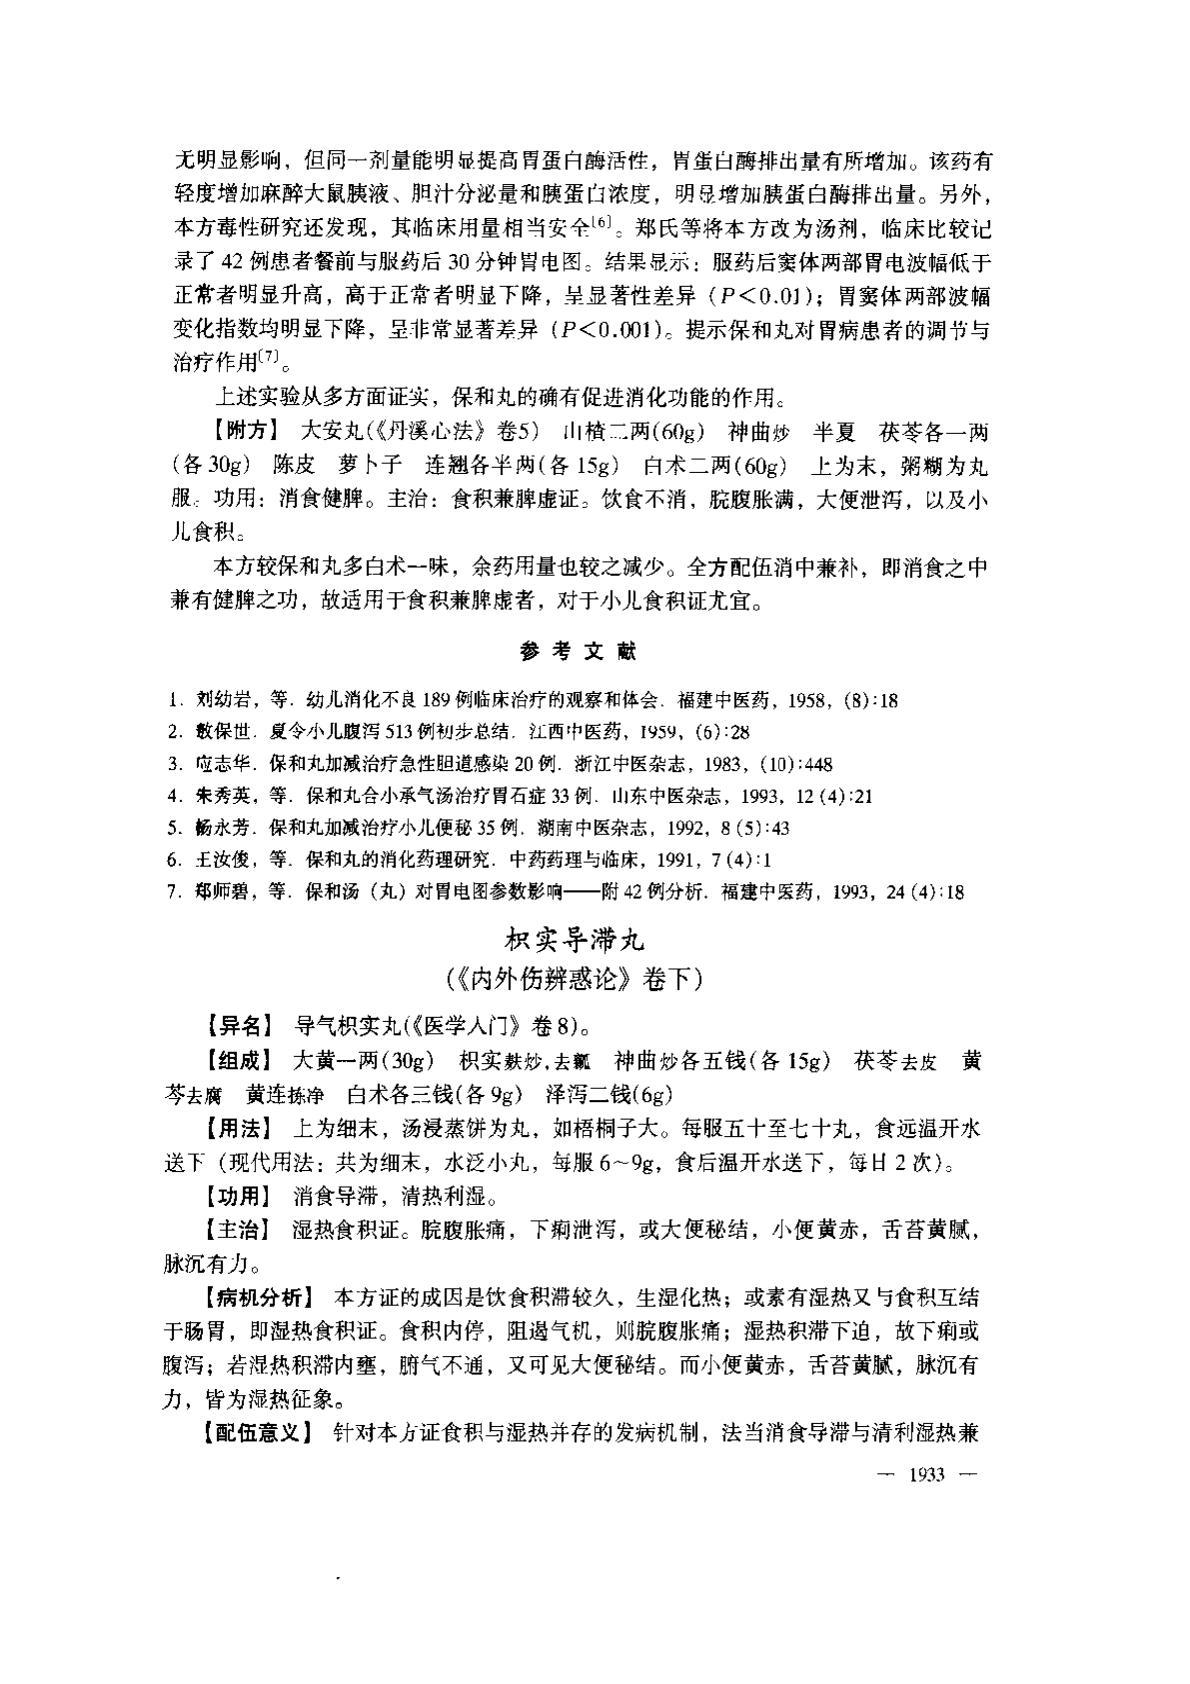 无明显影响，但同一剂量能明显提高胃蛋白酶活性，胃蛋白酶排出量有所增加。该药有
轻度增加麻醉大鼠胰液、胆汁分泌量和胰蛋白浓度，明显增加胰蛋白酶排出量。另外，
本方毒性研究还发现，其临床用量相当安全〔6〕。郑氏等将本方改为汤剂，临床比较记
录了 42 例患者餐前与服药后 30 分钟胃电图。结果显示：服药后窦体两部胃电波幅低于
正常者明显升高，高于正常者明显下降，呈显著性差异（P＜0.01）；胃窦体两部波幅
变化指数均明显下降，呈非常显著差异（P＜0.001）。提示保和丸对胃病患者的调节与
治疗作用〔7〕。
上述实验从多方面证实，保和丸的确有促进消化功能的作用。
【附方】 大安丸(《丹溪心法》卷5) 山楂二两(60g) 神曲炒 半夏 茯苓各一两
(各 30g) 陈皮 萝卜子 连翘各半两(各 15g) 白术二两(60g) 上为末，粥糊为丸
服。功用：消食健脾。主治：食积兼脾虚证。饮食不消，脘腹胀满，大便泄泻，以及小
儿食积。
本方较保和丸多白术一味，余药用量也较之减少。全方配伍消中兼补，即消食之中
兼有健脾之功，故适用于食积兼脾虚者，对于小儿食积证尤宜。
参 考 文 献
1．刘幼岩，等．幼儿消化不良 189 例临床治疗的观察和体会．福建中医药，1958，(8)：18
2．敖保世．夏令小儿腹泻 513 例初步总结．江西中医药，1959，(6)：28
3．应志华．保和丸加减治疗急性胆道感染 20 例．浙江中医杂志，1983，(10)：448
4．朱秀英，等．保和丸合小承气汤治疗胃石症 33 例．山东中医杂志，1993，12 (4)：21
5．杨永芳．保和丸加减治疗小儿便秘 35 例．湖南中医杂志，1992，8 (5)：43
6．王汝俊，等．保和丸的消化药理研究．中药药理与临床，1991，7 (4)：1
7．郑师碧，等．保和汤（丸）对胃电图参数影响——附 42 例分析．福建中医药，1993，24 (4)：18
枳实导滞丸
(《内外伤辨惑论》卷下)
【异名】 导气枳实丸(《医学入门》卷 8)。
【组成】 大黄一两(30g) 枳实麸炒，去瓤 神曲炒各五钱(各 15g) 茯苓去皮 黄
芩去腐 黄连拣净 白术各三钱(各 9g) 泽泻二钱(6g)
【用法】 上为细末，汤浸蒸饼为丸，如梧桐子大。每服五十至七十丸，食远温开水
送下（现代用法：共为细末，水泛小丸，每服 6～9g，食后温开水送下，每日 2 次）。
【功用】 消食导滞，清热利湿。
【主治】 湿热食积证。脘腹胀痛，下痢泄泻，或大便秘结，小便黄赤，舌苔黄腻，
脉沉有力。
【病机分析】 本方证的成因是饮食积滞较久，生湿化热；或素有湿热又与食积互结
于肠胃，即湿热食积证。食积内停，阻遏气机，则脘腹胀痛；湿热积滞下迫，故下痢或
腹泻；若湿热积滞内壅，腑气不通，又可见大便秘结。而小便黄赤，舌苔黄腻，脉沉有
力，皆为湿热征象。
【配伍意义】 针对本方证食积与湿热并存的发病机制，法当消食导滞与清利湿热兼
— 1933 —